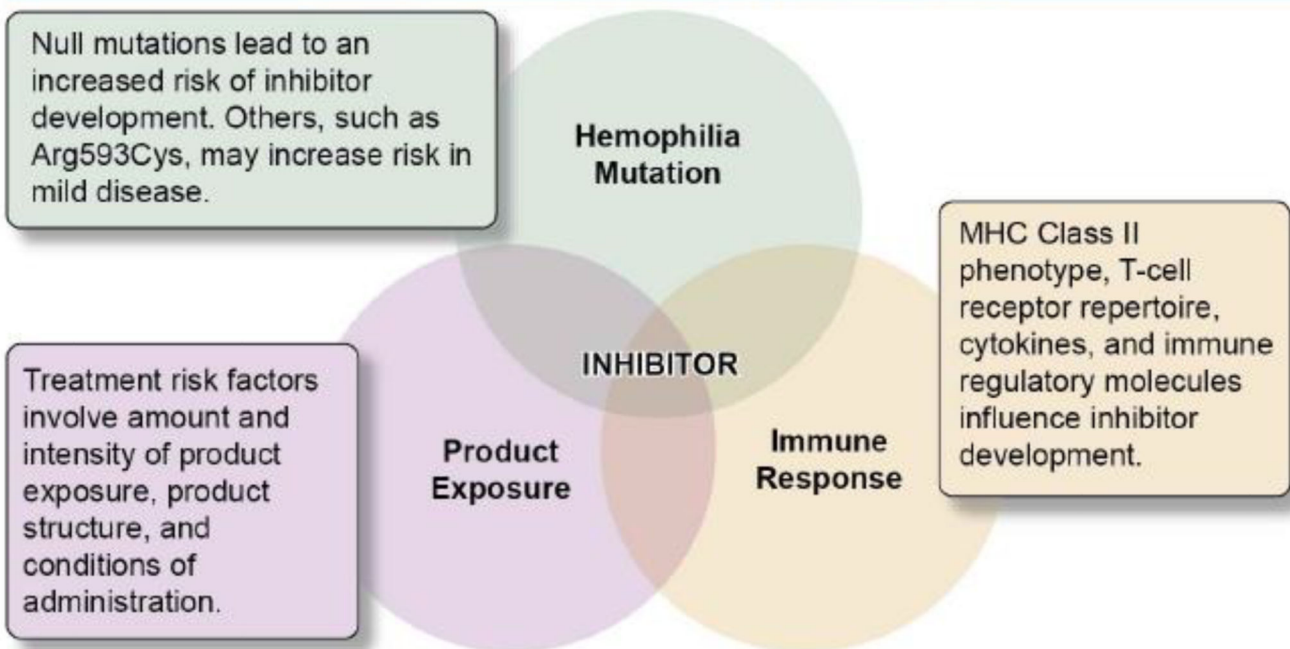 Null mutations lead to an
increased risk of inhibitor
development. Others, such as
Arg593Cys, may increase risk in
mild disease.
Hemophilia
Mutation
MHC Class II
phenotype, T-cell
receptor repertoire,
cytokines, and immune
regulatory molecules
influence inhibitor
development.
INHIBITOR
Treatment risk factors
involve amount and
intensity of product
exposure, product
structure, and
conditions of
administration.
Product
Exposure
Immune
Response